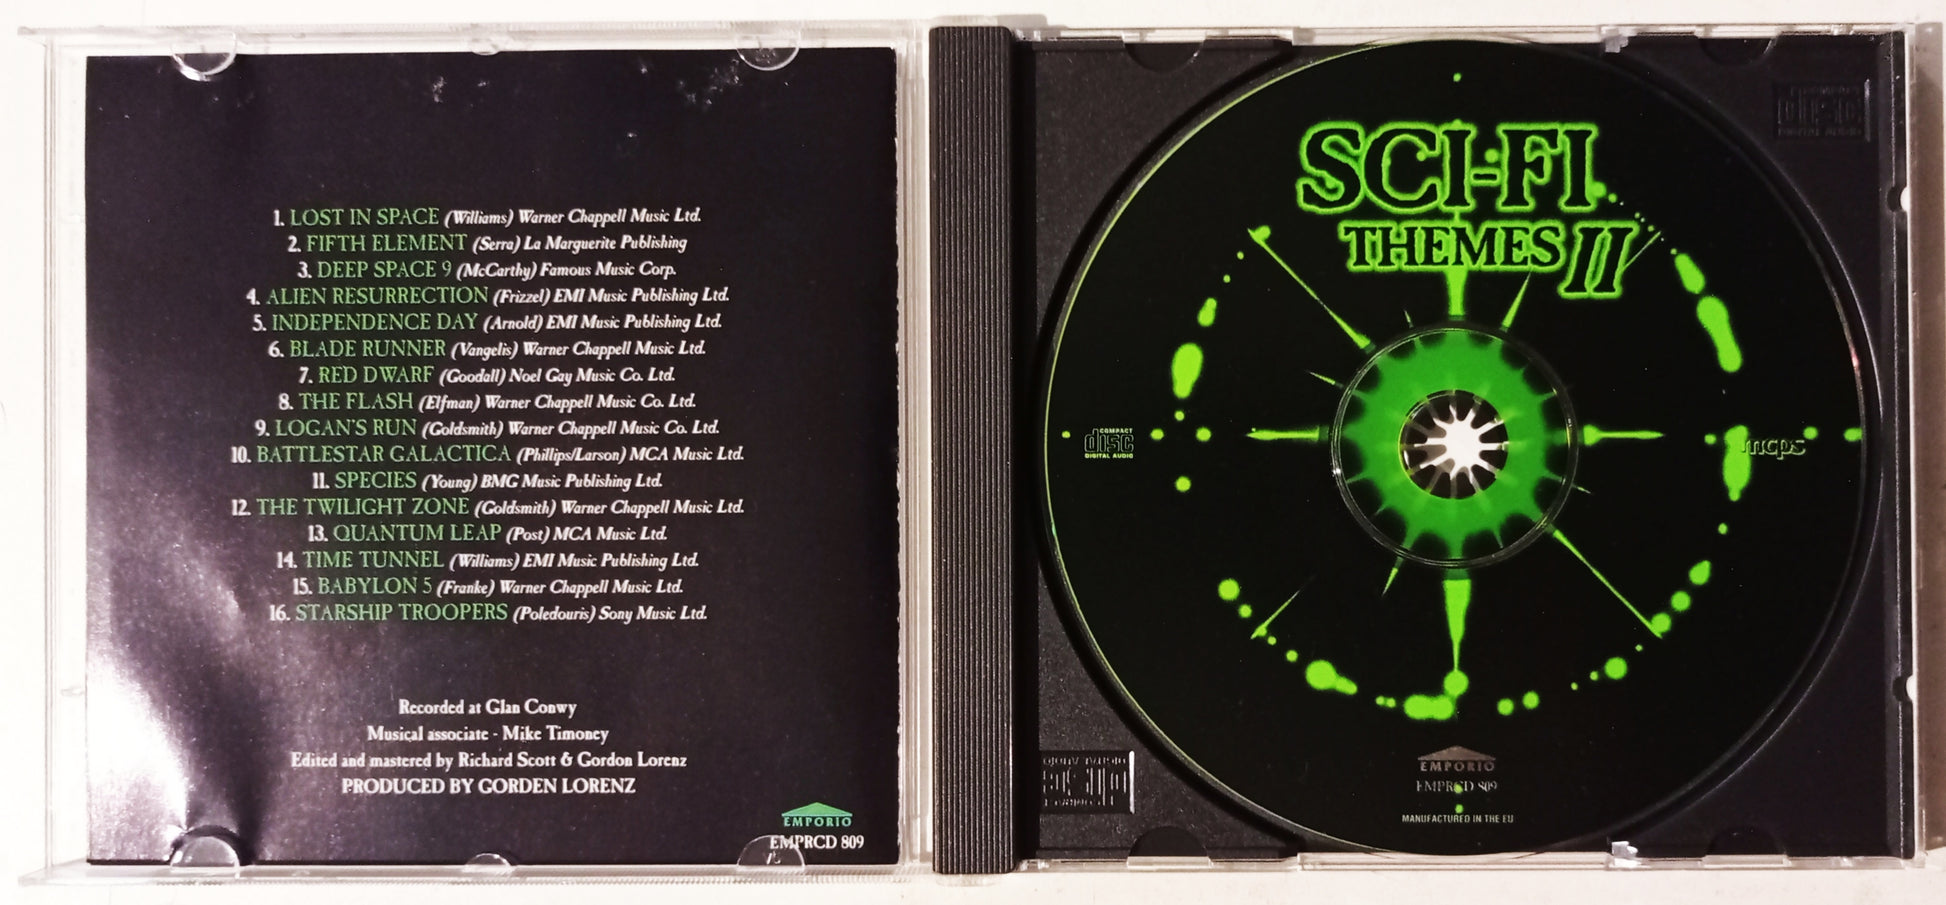 1. LOST IN SPACE (Williams) Warner Chappell Music Ltd.
2. FIFTH ELEMENT (Serra) La Marguerite Publishing
3. DEEP SPACE 9 (McCarthy) Famous Music Corp.
4. ALIEN RESURRECTION (Frizzel) EMI Music Publishing Ltd.
5. INDEPENDENCE DAY (Arnold) EMI Music Publishing Ltd.
6. BLADE RUNNER (Vangelis) Warner Chappell Music Ltd.
7. RED DWARF (Goodall) Noel Gay Music Co. Ltd.
8. THE FLASH (Elfman) Warner Chappell Music Co. Ltd.
9. LOGAN'S RUN (Goldsmith) Warner Chappell Music Co. Ltd.
10. BATTLESTAR GALACTICA (Phillips/Larson) MCA Music Ltd.
11. SPECIES (Young) BMG Music Publishing Ltd.
12. THE TWILIGHT ZONE (Goldsmith) Warner Chappell Music Ltd.
13. QUANTUM LEAP (Post) MCA Music Ltd.
14. TIME TUNNEL (Williams) EMI Music Publishing Ltd.
15. BABYLON 5 (Franke) Warner Chappell Music Ltd.
16. STARSHIP TROOPERS (Poledouris) Sony Music Ltd.
Recorded at Glan Conwy
Musical associate - Mike Timoney
Edited and mastered by Richard Scott & Gordon Lorenz
PRODUCED BY GORDEN LORENZ
EMPORIO
EMPRCD 809
SCI-FI
THEMES II
COMPACT
disc
DIGITAL AUDIO
mcps
EMPORIO
EMPRCD 809
MANUFACTURED IN THE EU
COMPACT
disc
DIGITAL AUDIO
COMPACT
disc
DIGITAL AUDIO